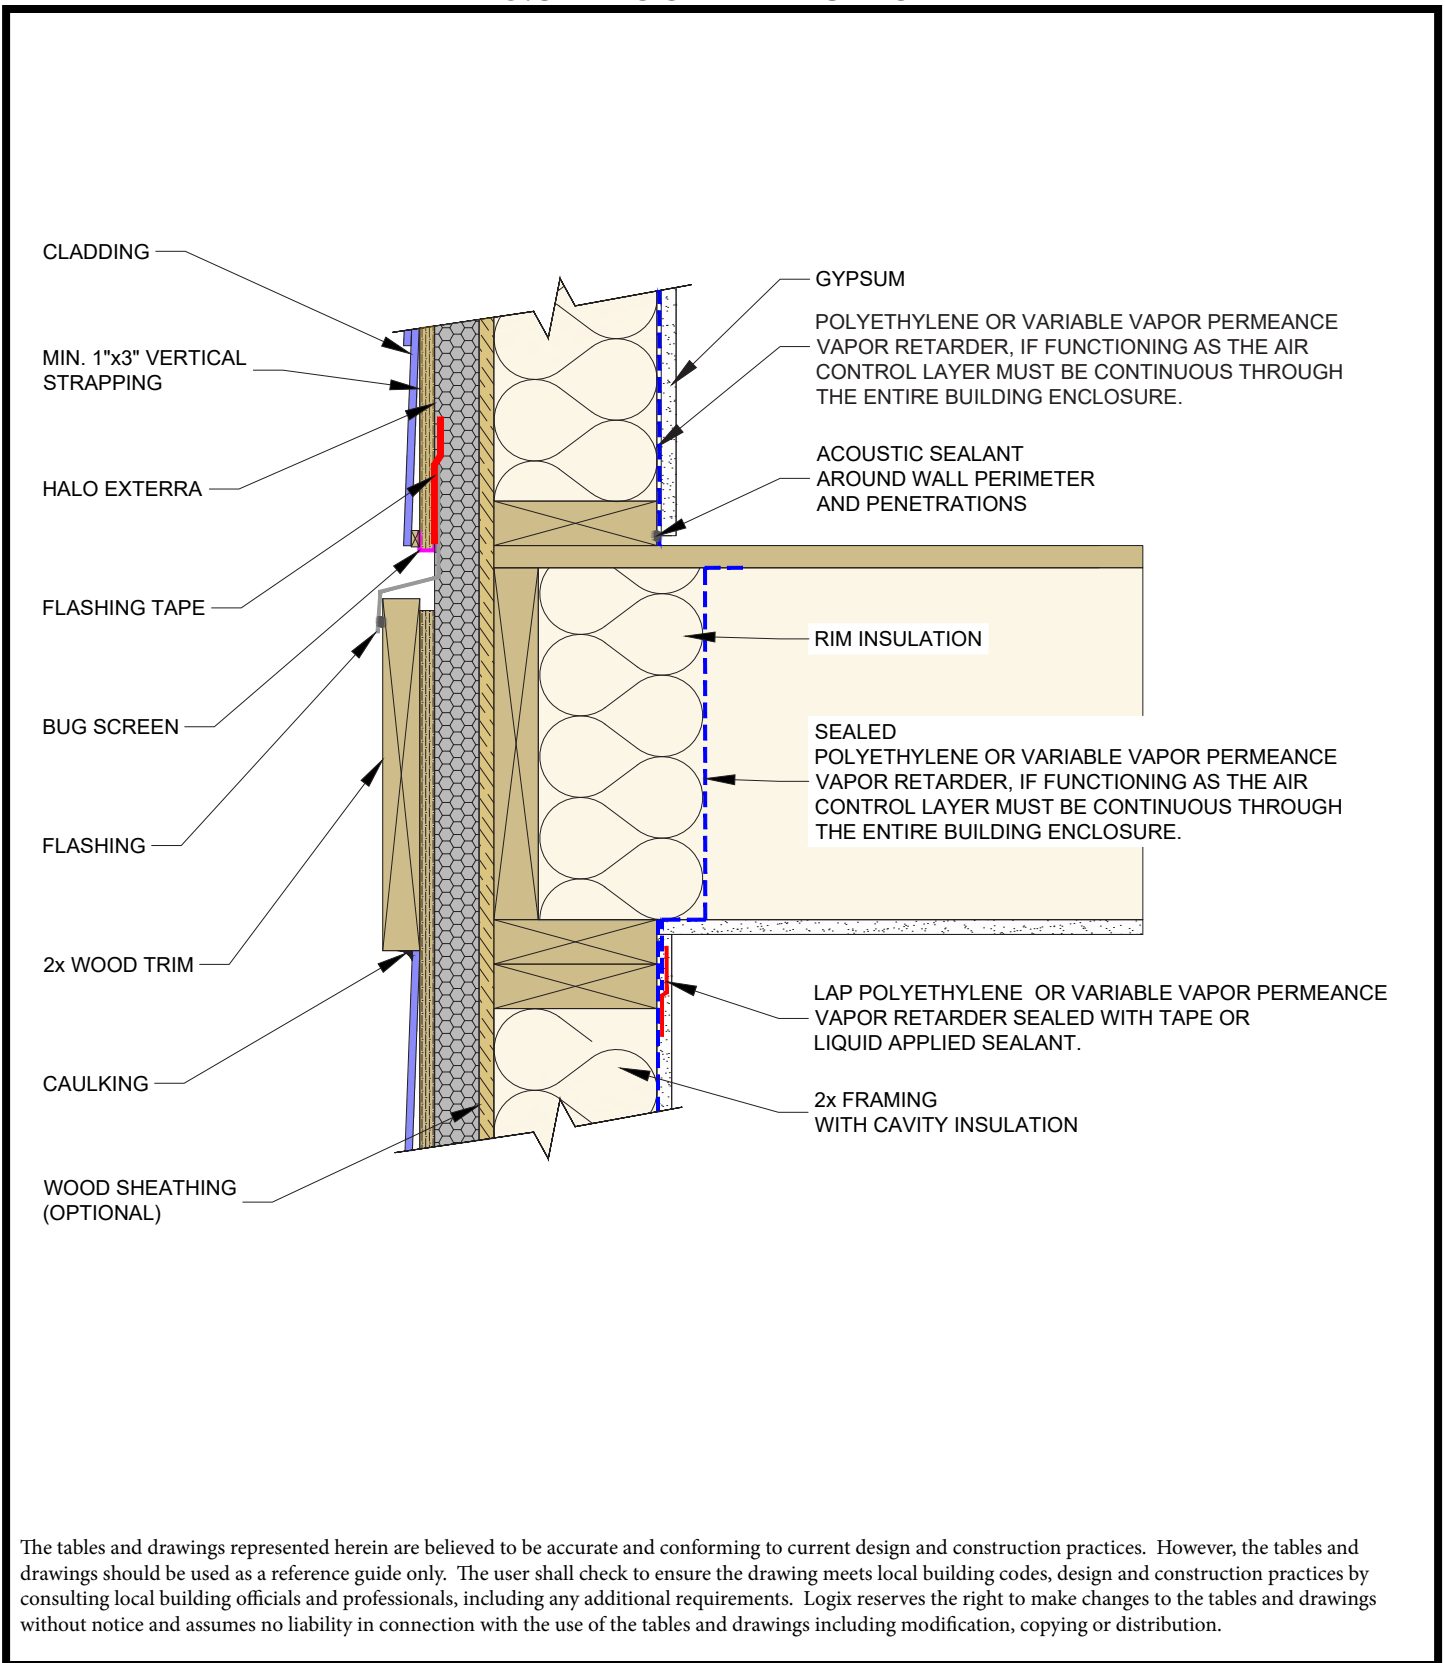 CLADDING
MIN. 1"x3" VERTICAL
STRAPPING
HALO EXTERRA
FLASHING TAPE
BUG SCREEN
FLASHING
2x WOOD TRIM
CAULKING
WOOD SHEATHING
(OPTIONAL)
GYPSUM
POLYETHYLENE OR VARIABLE VAPOR PERMEANCE
VAPOR RETARDER, IF FUNCTIONING AS THE AIR
CONTROL LAYER MUST BE CONTINUOUS THROUGH
THE ENTIRE BUILDING ENCLOSURE.
ACOUSTIC SEALANT
AROUND WALL PERIMETER
AND PENETRATIONS
RIM INSULATION
SEALED
POLYETHYLENE OR VARIABLE VAPOR PERMEANCE
VAPOR RETARDER, IF FUNCTIONING AS THE AIR
CONTROL LAYER MUST BE CONTINUOUS THROUGH
THE ENTIRE BUILDING ENCLOSURE.
LAP POLYETHYLENE OR VARIABLE VAPOR PERMEANCE
VAPOR RETARDER SEALED WITH TAPE OR
LIQUID APPLIED SEALANT.
2x FRAMING
WITH CAVITY INSULATION
The tables and drawings represented herein are believed to be accurate and conforming to current design and construction practices. However, the tables and
drawings should be used as a reference guide only. The user shall check to ensure the drawing meets local building codes, design and construction practices by
consulting local building officials and professionals, including any additional requirements. Logix reserves the right to make changes to the tables and drawings
without notice and assumes no liability in connection with the use of the tables and drawings including modification, copying or distribution.